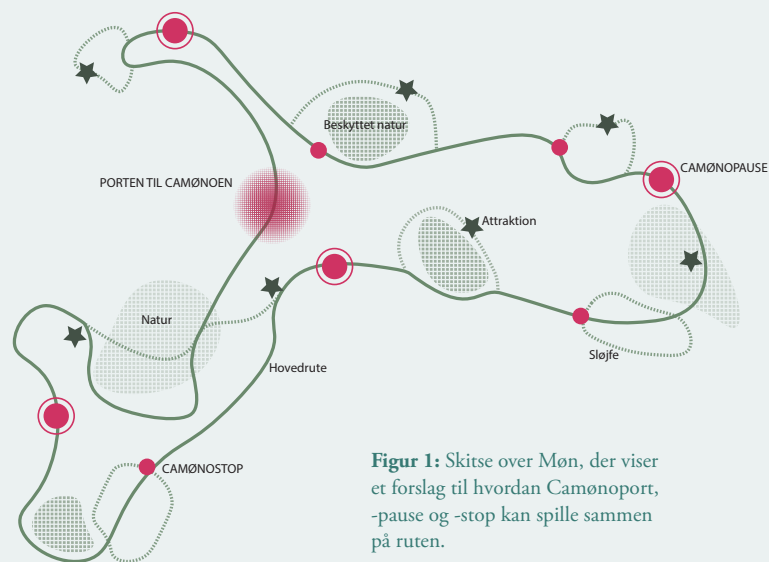 Beskyttet natur
CAMØNOPAUSE
PORTEN TIL CAMØNOEN
Attraktion
Natur
Sløjfe
Hovedrute
CAMØNOSTOP
Figur 1: Skitse over Møn, der viser
et forslag til hvordan Camønoport,
-pause og -stop kan spille sammen
på ruten.